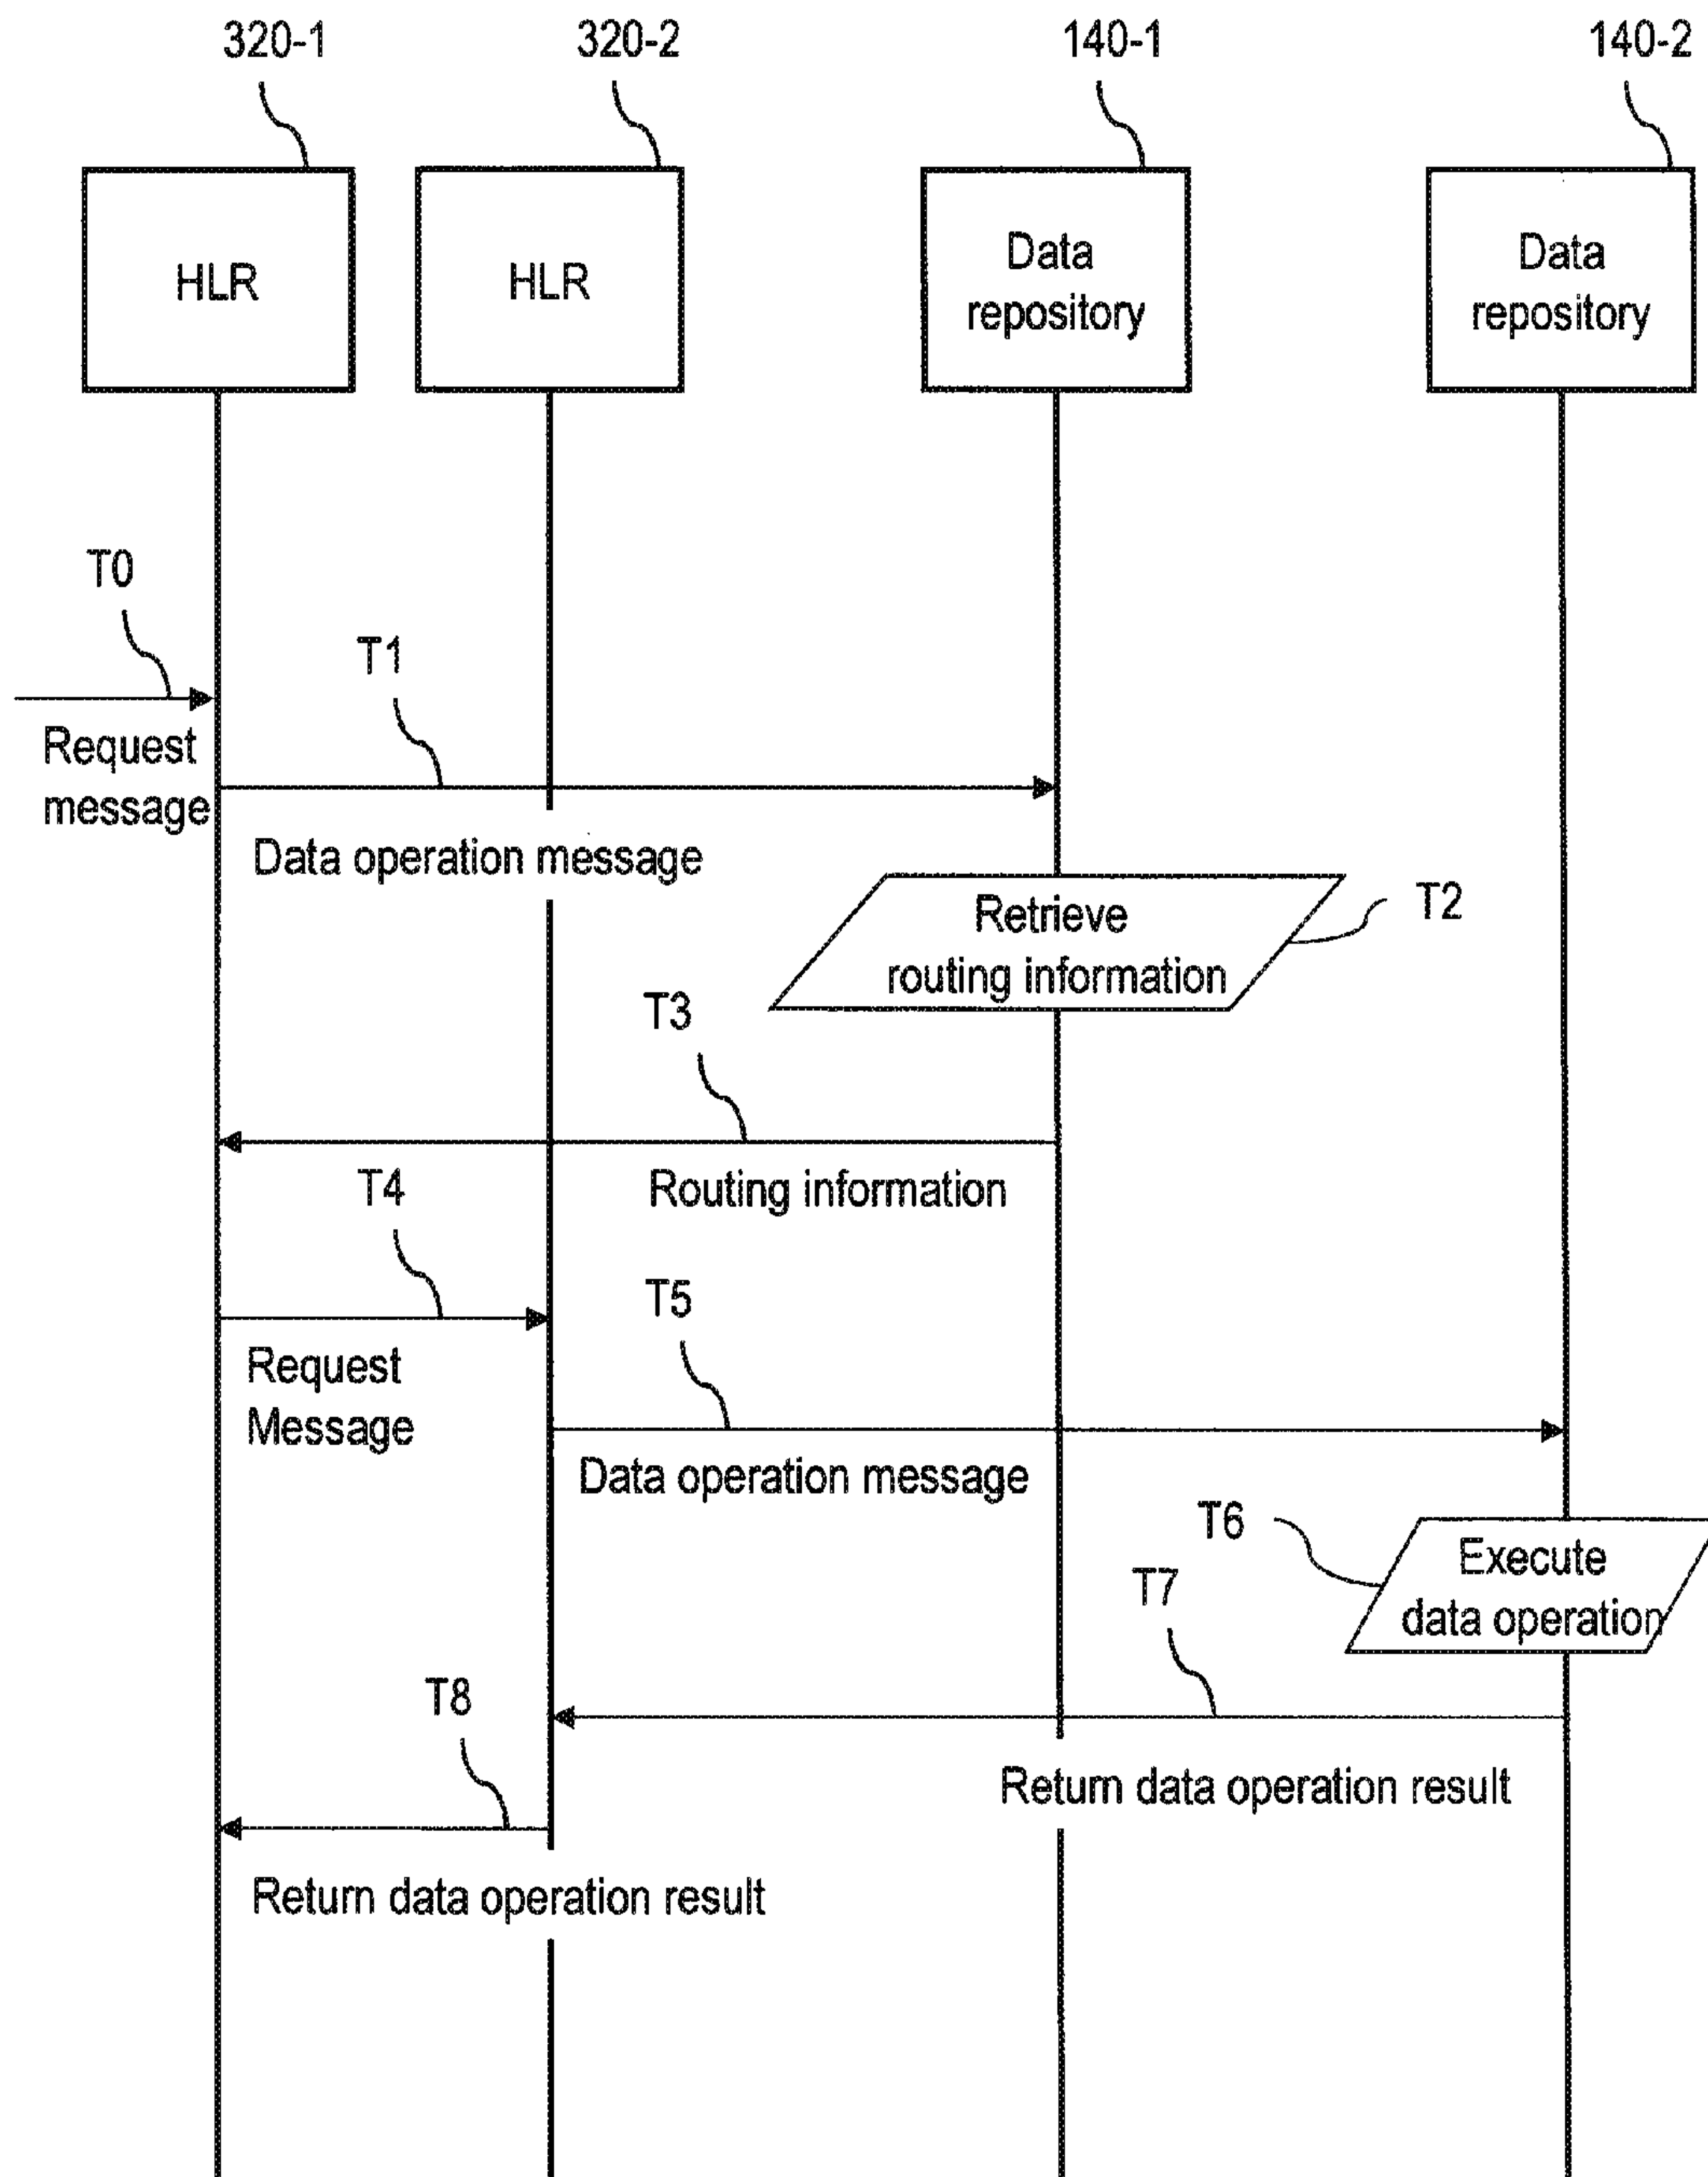 320-1
320-2
140-1
140-2
HLR
HLR
Data
repository
Data
repository
T0
T1
Request
message
Data operation message
Retrieve
routing information
T2
T3
T4
Routing information
T5
Request
Message
Data operation message
T6
Execute
data operation
T7
T8
Return data operation result
Return data operation result